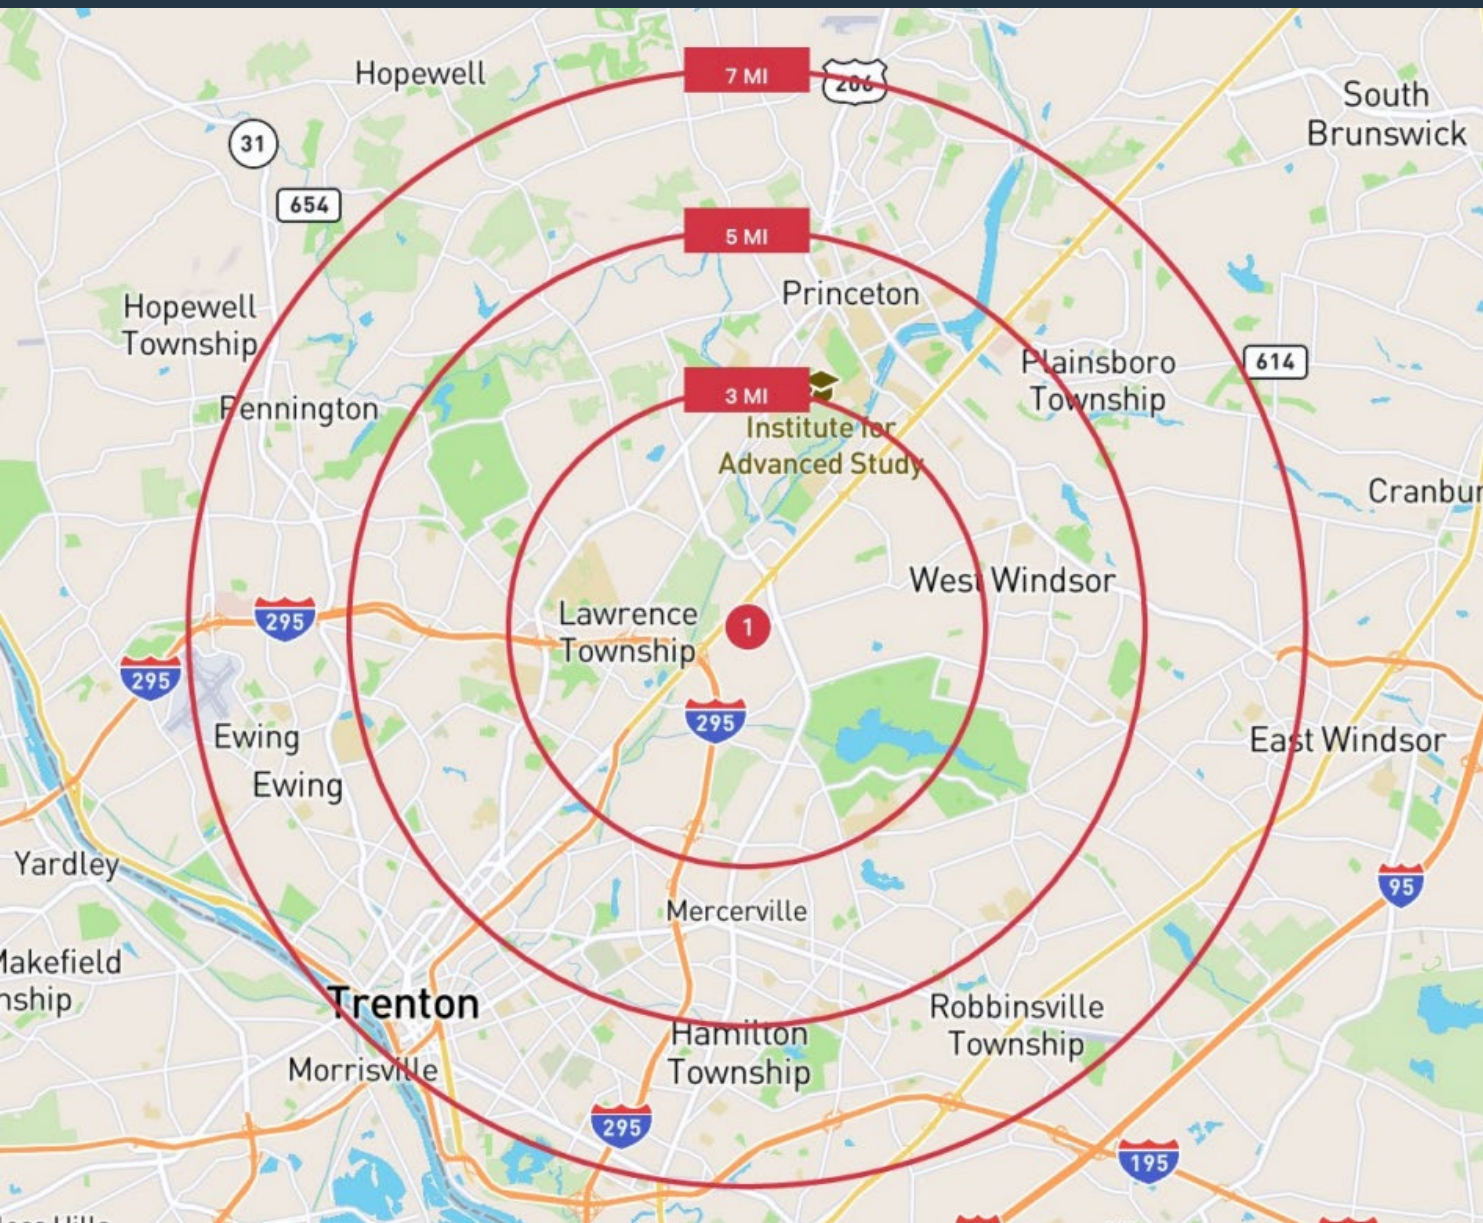 Hopewell
7 MI
206
South
Brunswick
31
654
5 MI
Princeton
Hopewell
Township
Plainsboro
Township
614
Pennington
3 MI
Institute for
Advanced Study
Cranbur
West Windsor
Lawrence
Township
1
295
295
295
Ewing
Ewing
East Windsor
Yardley
95
Mercerville
Makefield
nship
Trenton
Robbinsville
Township
Hamilton
Township
Morrisville
295
195